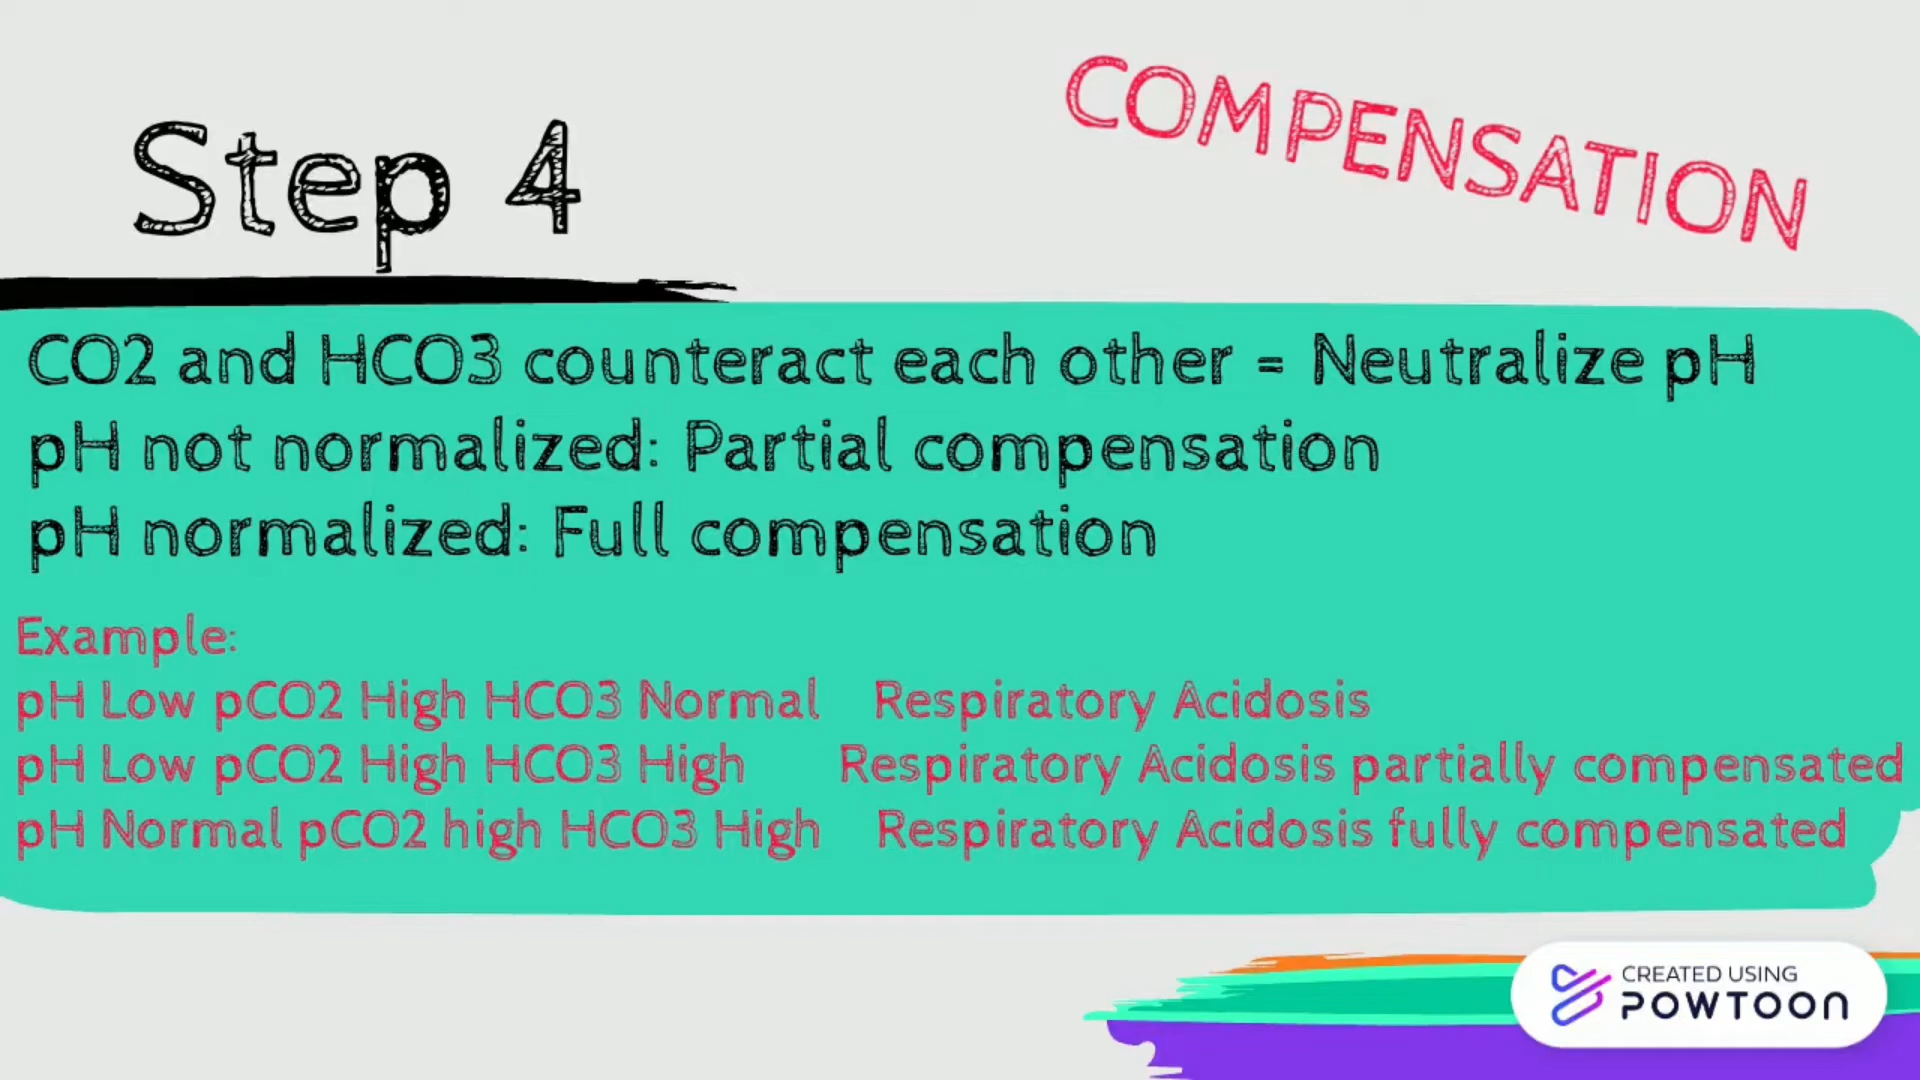 COMPENSATION
Step 4
CO2 and HCO3 counteract each other = Neutralize pH
pH not normalized: Partial compensation
pH normalized: Full compensation
Example:
pH Low pCO2 High HCO3 Normal Respiratory Acidosis
pH Low pCO2 High HCO3 High Respiratory Acidosis partially compensated
pH Normal pCO2 high HCO3 High Respiratory Acidosis fully compensated
CREATED USING
POWTOON